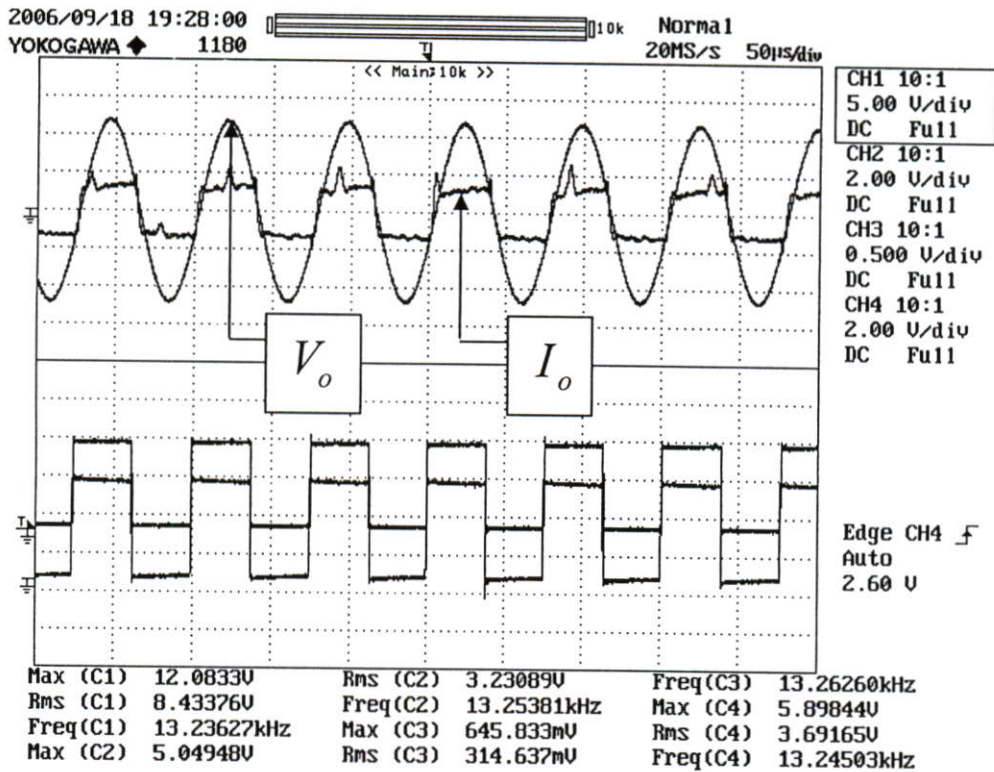 2006/09/18 19:28:00
10k
Normal
YOKOGAWA ◆ 1180
20MS/s 50µs/div
<< Main:10k >>
CH1 10:1
5.00 V/div
DC Full
CH2 10:1
2.00 V/div
DC Full
CH3 10:1
0.500 V/div
DC Full
CH4 10:1
2.00 V/div
DC Full
Vo
Io
Edge CH4
Auto
2.60 V
Max (C1) 12.0833V Rms (C2) 3.23089V Freq(C3) 13.26260kHz
Rms (C1) 8.43376V Freq(C2) 13.25381kHz Max (C4) 5.89844V
Freq(C1) 13.23627kHz Max (C3) 645.833mV Rms (C4) 3.69165V
Max (C2) 5.04948V Rms (C3) 314.637mV Freq(C4) 13.24503kHz